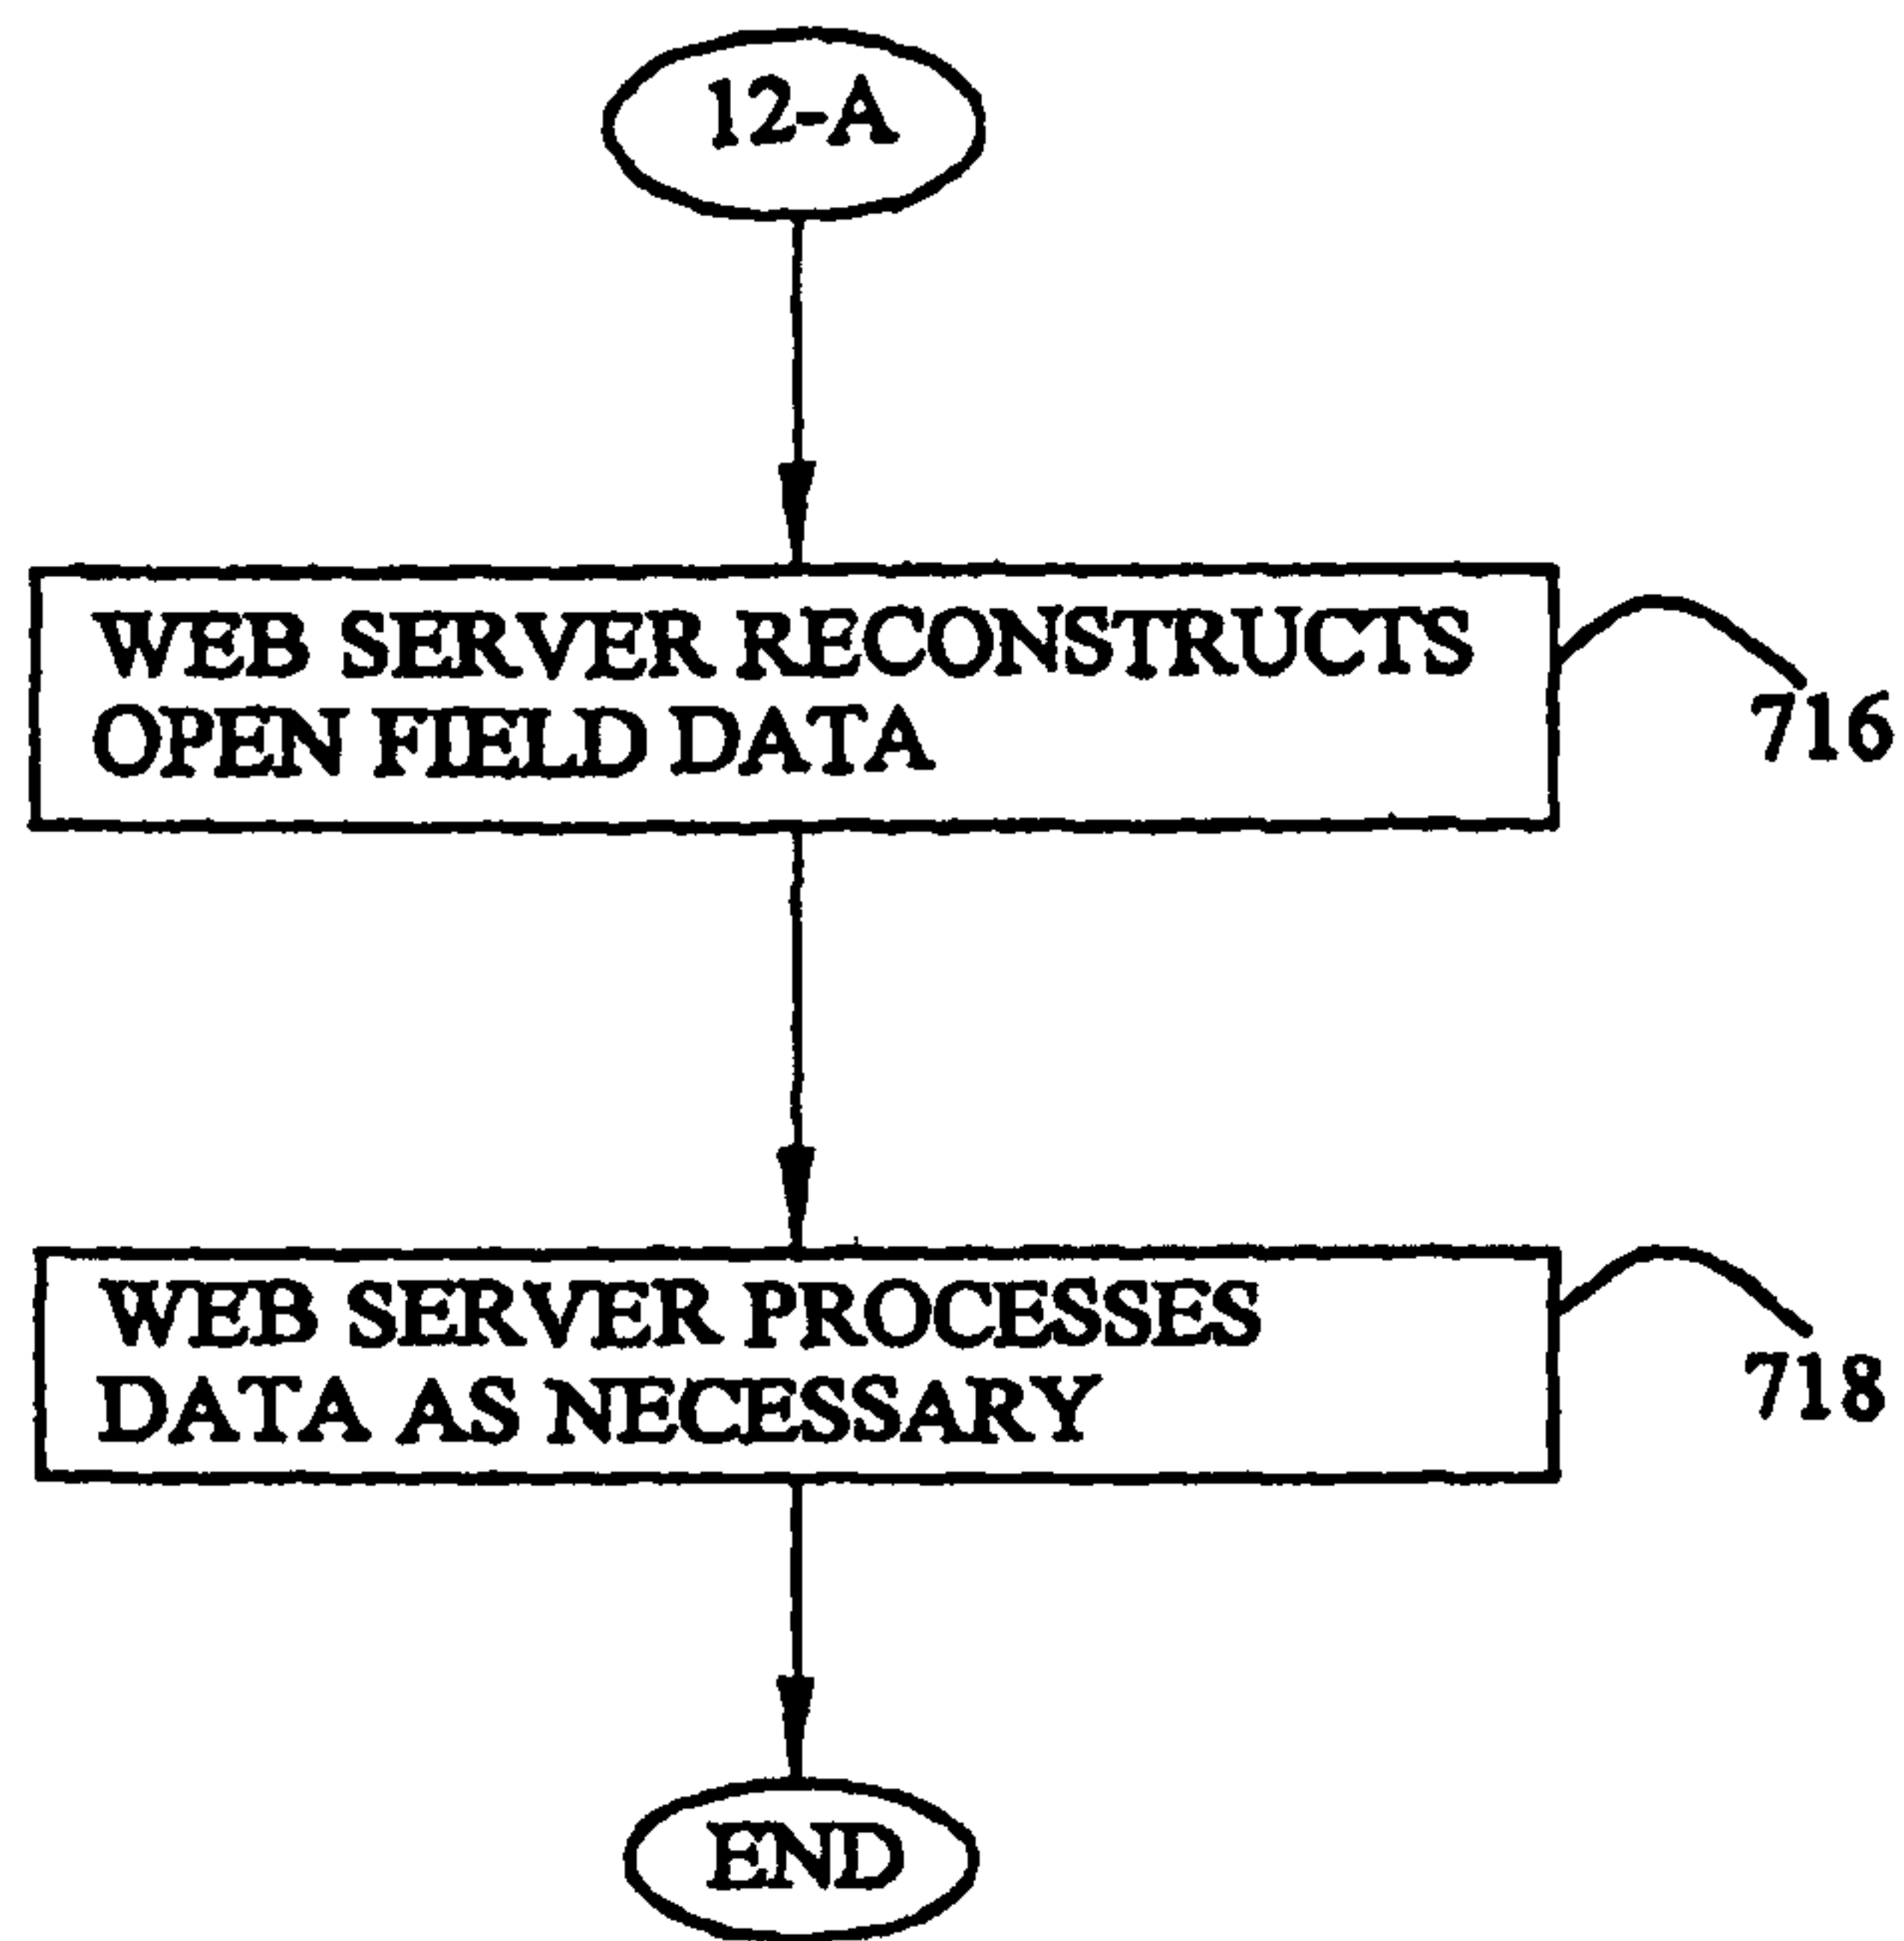 12-A
WEB SERVER RECONSTRUCTS
OPEN FIELD DATA
716
WEB SERVER PROCESSES
DATA AS NECESSARY
718
END